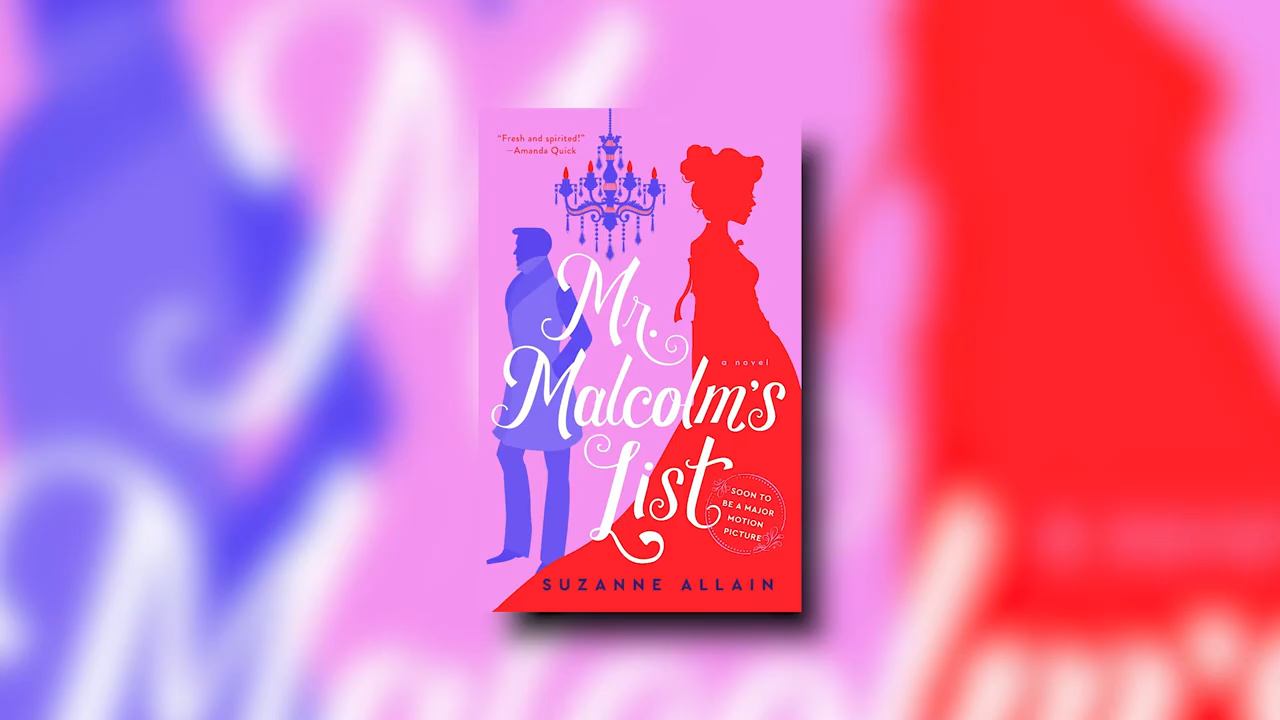 “Fresh and spirited!”
—Amanda Quick
Mr.
a novel
Malcolm’s
List
SOON TO
BE A MAJOR
MOTION
PICTURE
SUZANNE ALLAIN